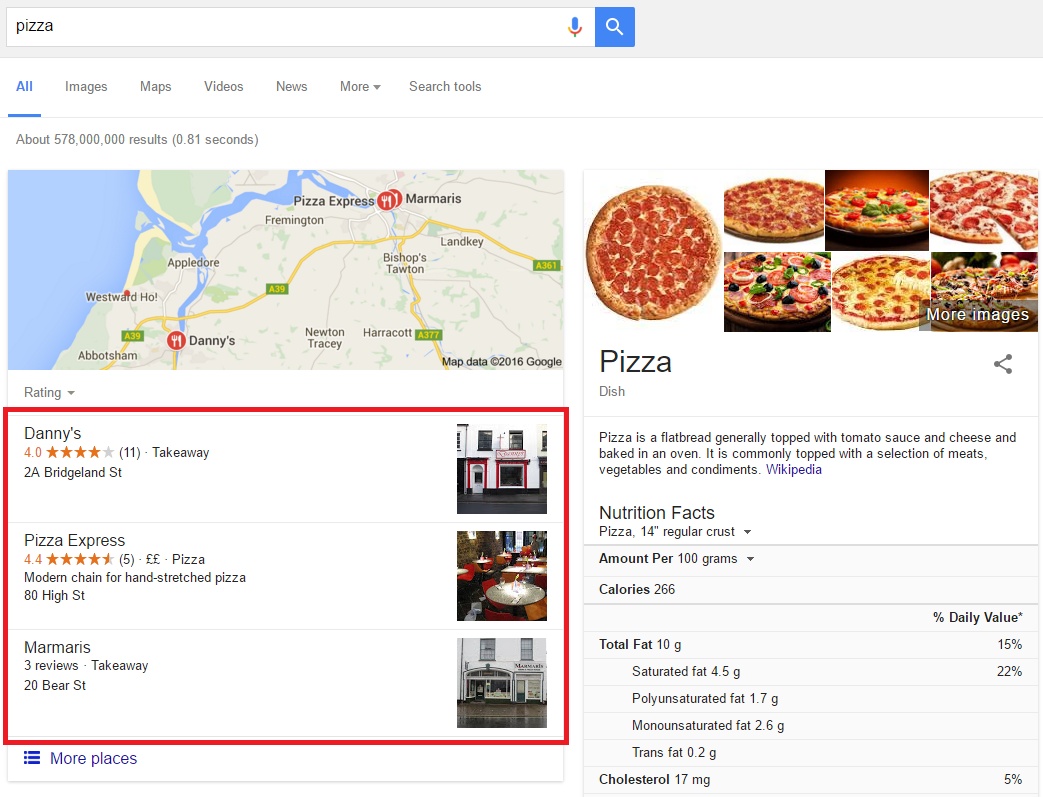 pizza
All Images Maps Videos News More Search tools
About 578,000,000 results (0.81 seconds)
Pizza Express Marmaris
Fremington
Landkey
Bishop's
Tawton
A361
Appledore
A39
Westward Ho!
A39
Danny's
Newton
Tracey
Harracott
A377
Abbotsham
Map data ©2016 Google
Rating
Danny's
4.0 (11) · Takeaway
2A Bridgeland St
Pizza Express
4.4 (5) · ££ · Pizza
Modern chain for hand-stretched pizza
80 High St
Marmaris
3 reviews · Takeaway
20 Bear St
MARMARIS
More places
More images
Pizza
Dish
Pizza is a flatbread generally topped with tomato sauce and cheese and
baked in an oven. It is commonly topped with a selection of meats,
vegetables and condiments. Wikipedia
Nutrition Facts
Pizza, 14" regular crust
Amount Per 100 grams
Calories 266
% Daily Value*
Total Fat 10 g 15%
Saturated fat 4.5 g 22%
Polyunsaturated fat 1.7 g
Monounsaturated fat 2.6 g
Trans fat 0.2 g
Cholesterol 17 mg 5%